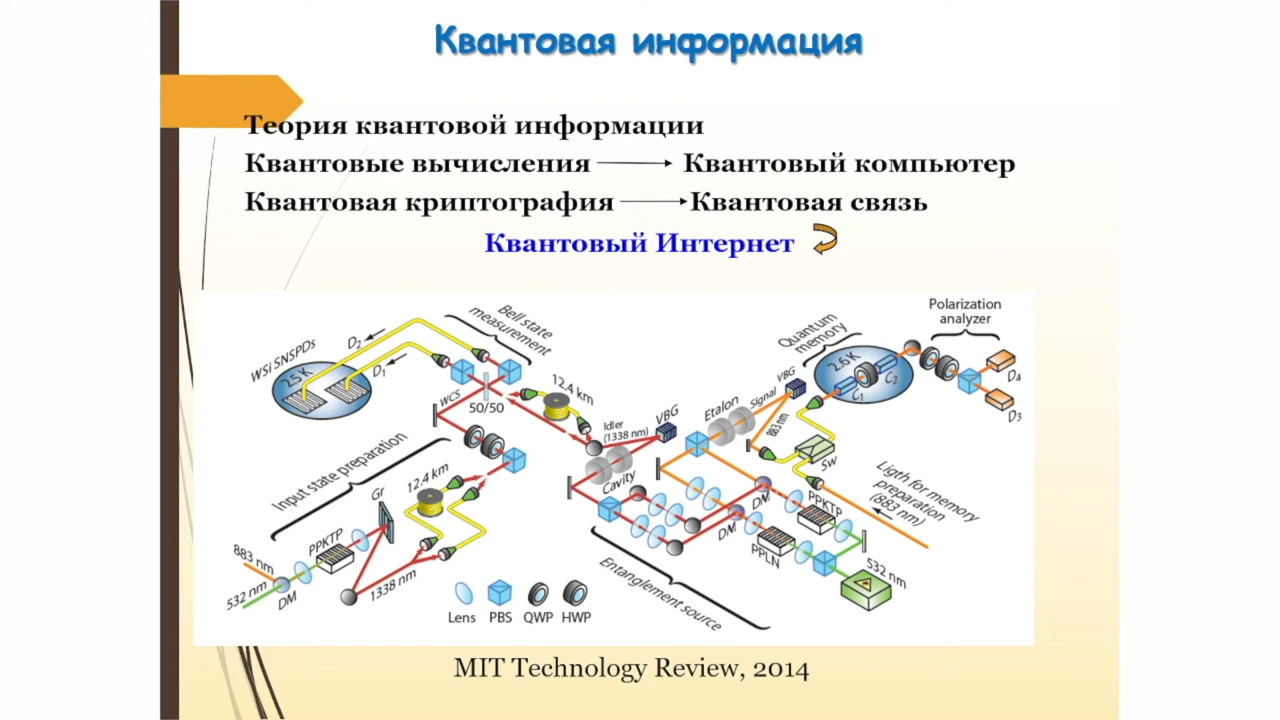 Квантовая информация
Теория квантовой информации
Квантовые вычисления Квантовый компьютер
Квантовая криптография Квантовая связь
Квантовый Интернет
Bell state
measurement
WSi SNSPDs
2.5 K
D2
D1
WCS
50/50
12.4 km
Idler
(1338 nm)
VBG
Etalon
Signal
VBG
883 nm
Quantum
memory
2.6 K
C1
C2
Polarization
analyzer
D4
D3
Sw
Ligth for memory
preparation
(883 nm)
Input state preparation
Gr
12.4 km
PPKTP
883 nm
532 nm
DM
1338 nm
Cavity
DM
DM
PPKTP
PPLN
532 nm
Entanglement source
Lens PBS QWP HWP
MIT Technology Review, 2014